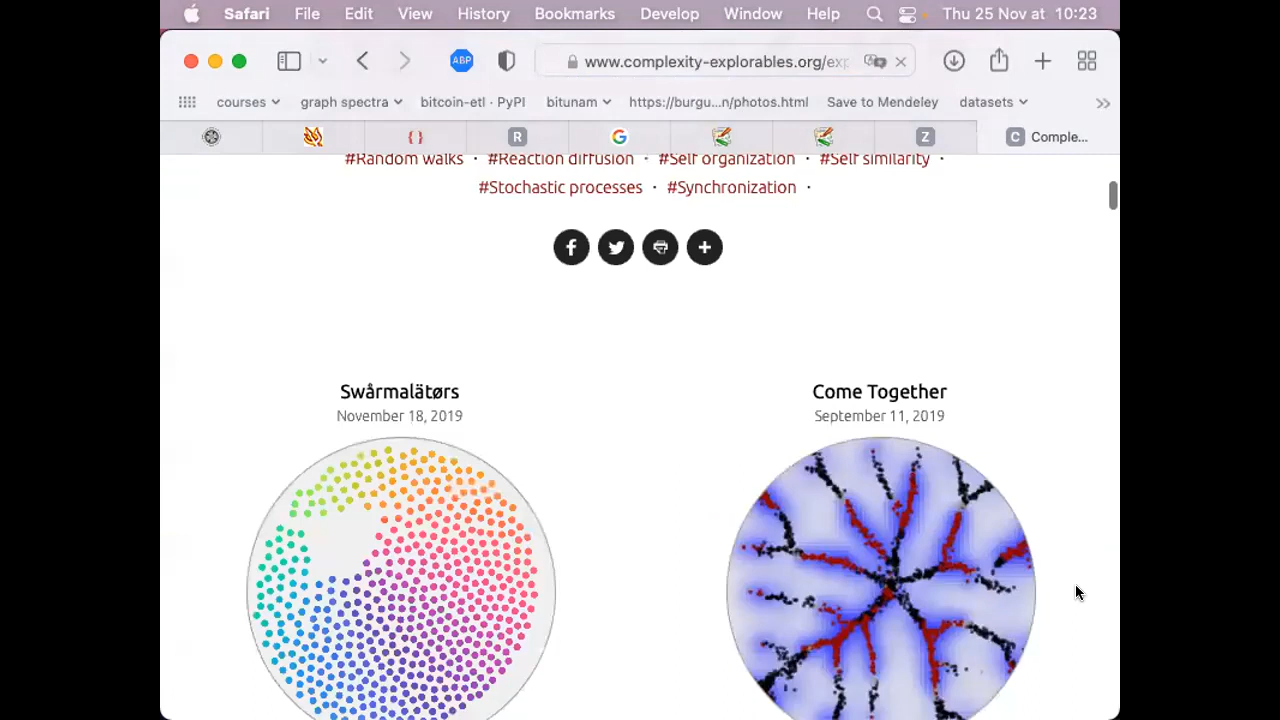 Safari File Edit View History Bookmarks Develop Window Help Thu 25 Nov at 10:23
ABP www.complexity-explorables.org/exp
courses graph spectra bitcoin-etl · PyPI bitunam https://burgu...n/photos.html Save to Mendeley datasets
{ } R G Z C Comple...
#Random walks · #Reaction diffusion · #Self organization · #Self similarity ·
#Stochastic processes · #Synchronization ·
Swårmalätørs
November 18, 2019
Come Together
September 11, 2019